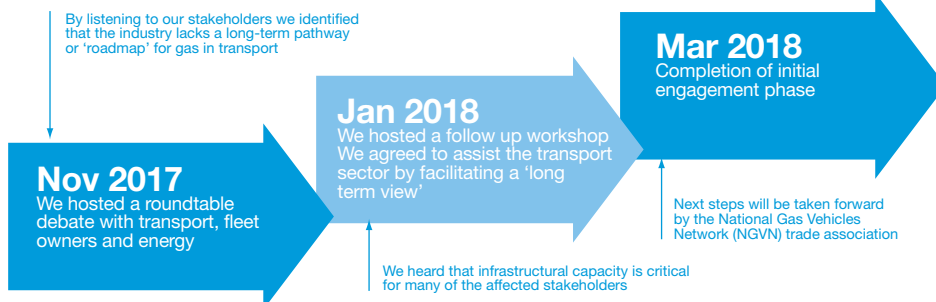 By listening to our stakeholders we identified
that the industry lacks a long-term pathway
or ‘roadmap’ for gas in transport
Nov 2017
We hosted a roundtable
debate with transport, fleet
owners and energy
Jan 2018
We hosted a follow up workshop
We agreed to assist the transport
sector by facilitating a ‘long
term view’
We heard that infrastructural capacity is critical
for many of the affected stakeholders
Mar 2018
Completion of initial
engagement phase
Next steps will be taken forward
by the National Gas Vehicles
Network (NGVN) trade association